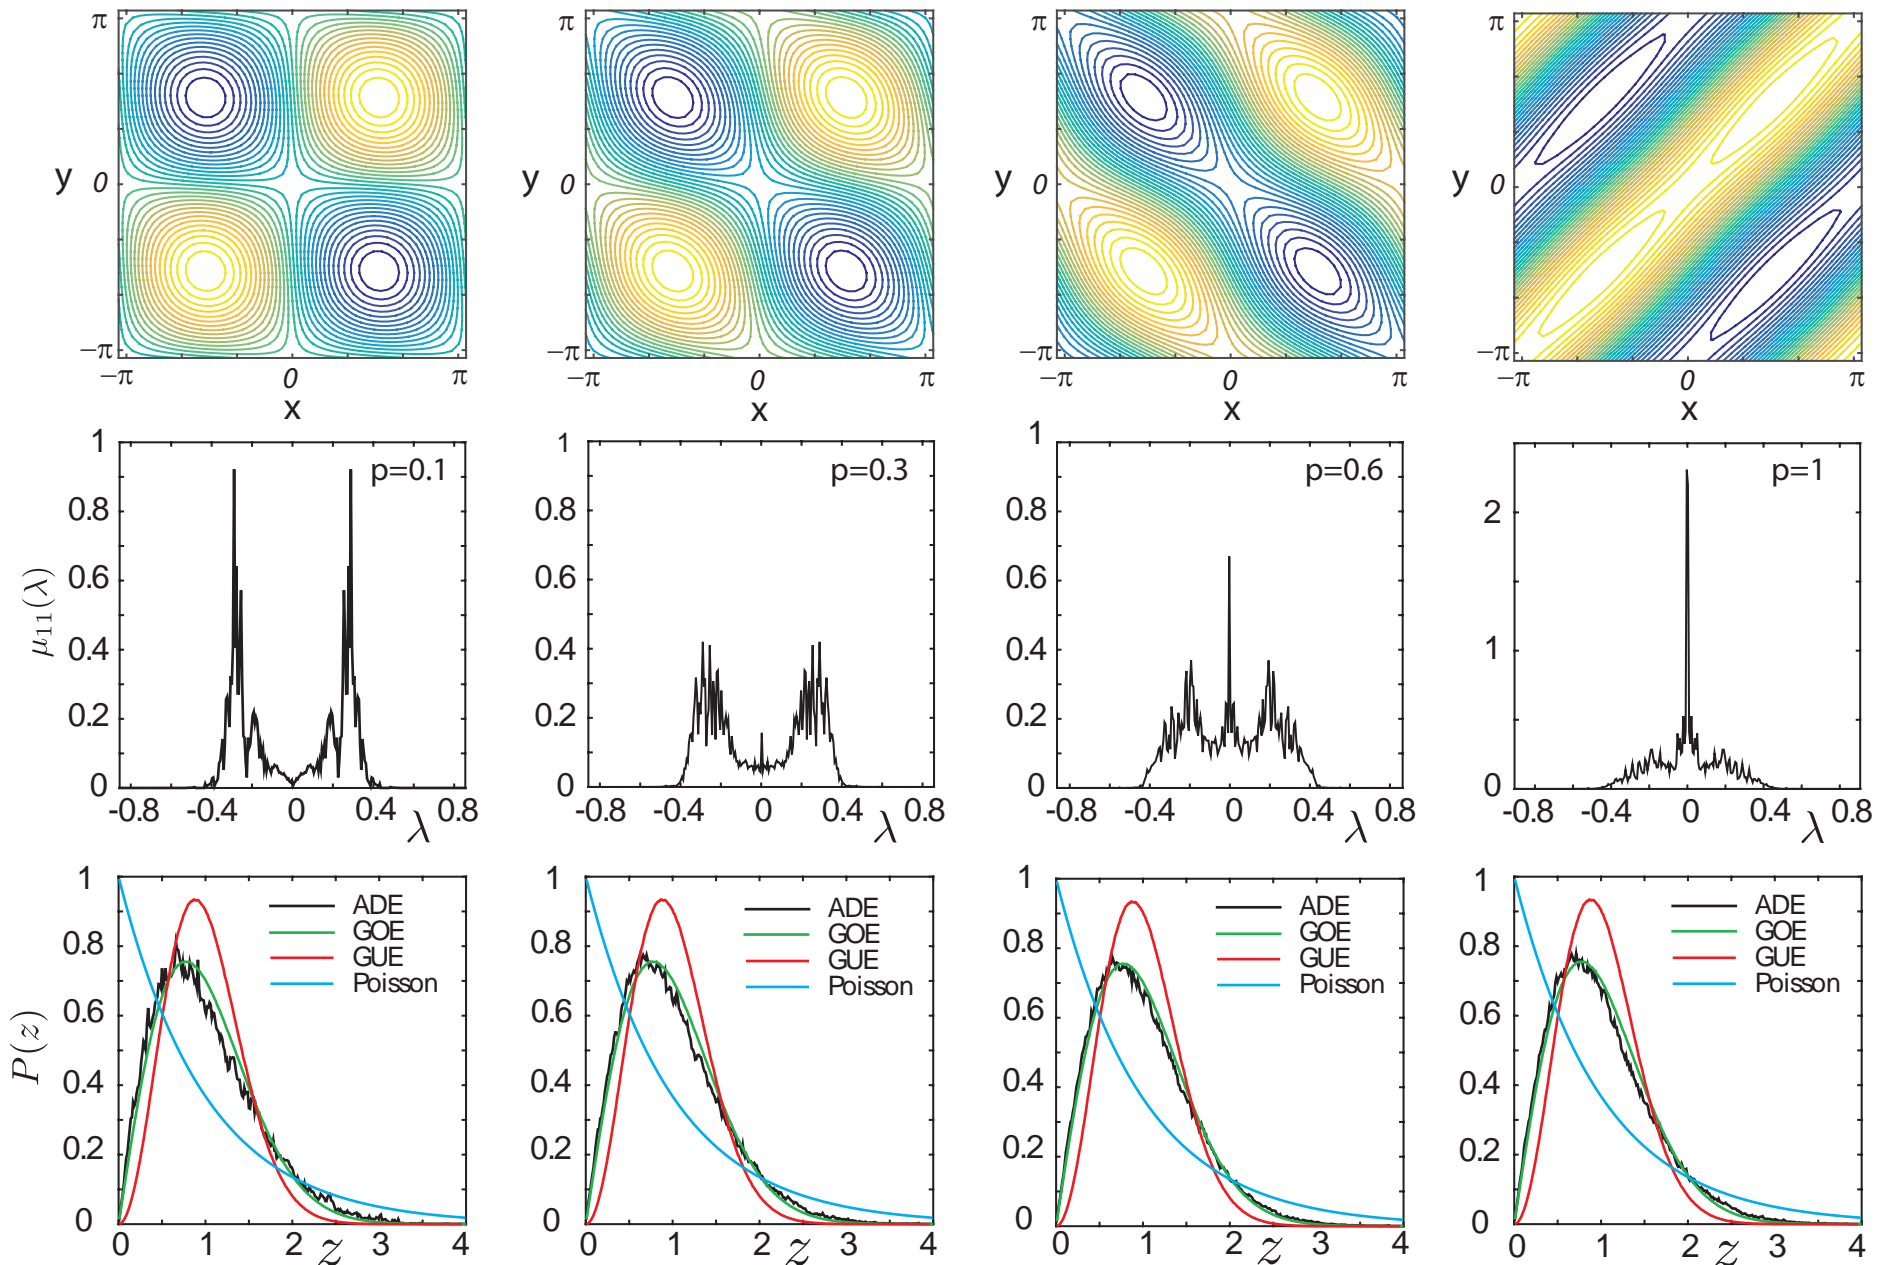 π π π π
y 0 y 0 y 0 y 0
−π −π −π −π
−π 0 π −π 0 π −π 0 π −π 0 π
x x x x
1 1 1
p=0.1 p=0.3 p=0.6 p=1
0.8 0.8 0.8 2
0.6 0.6 0.6
μ₁₁(λ)
0.4 0.4 0.4 1
0.2 0.2 0.2
0 0 0 0
-0.8 -0.4 0 0.4 0.8 -0.8 -0.4 0 0.4 0.8 -0.8 -0.4 0 0.4 0.8 -0.8 -0.4 0 0.4 0.8
λ λ λ λ
1 1 1 1
ADE ADE ADE ADE
GOE GOE GOE GOE
GUE GUE GUE GUE
Poisson Poisson Poisson Poisson
0.8 0.8 0.8 0.8
0.6 0.6 0.6 0.6
P(z)
0.4 0.4 0.4 0.4
0.2 0.2 0.2 0.2
0 0 0 0
0 1 2 z 3 4 0 1 2 z 3 4 0 1 2 z 3 4 0 1 2 z 3 4